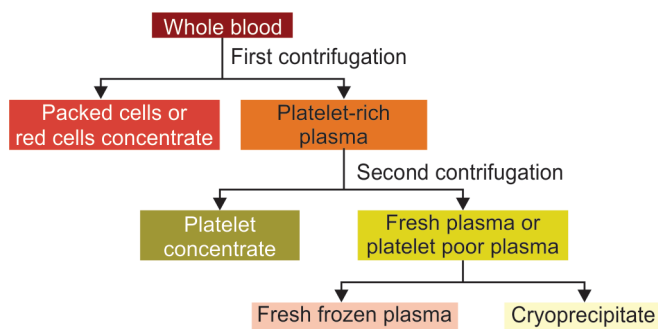 Whole blood
First contrifugation
Packed cells or
red cells concentrate
Platelet-rich
plasma
Second contrifugation
Platelet
concentrate
Fresh plasma or
platelet poor plasma
Fresh frozen plasma
Cryoprecipitate